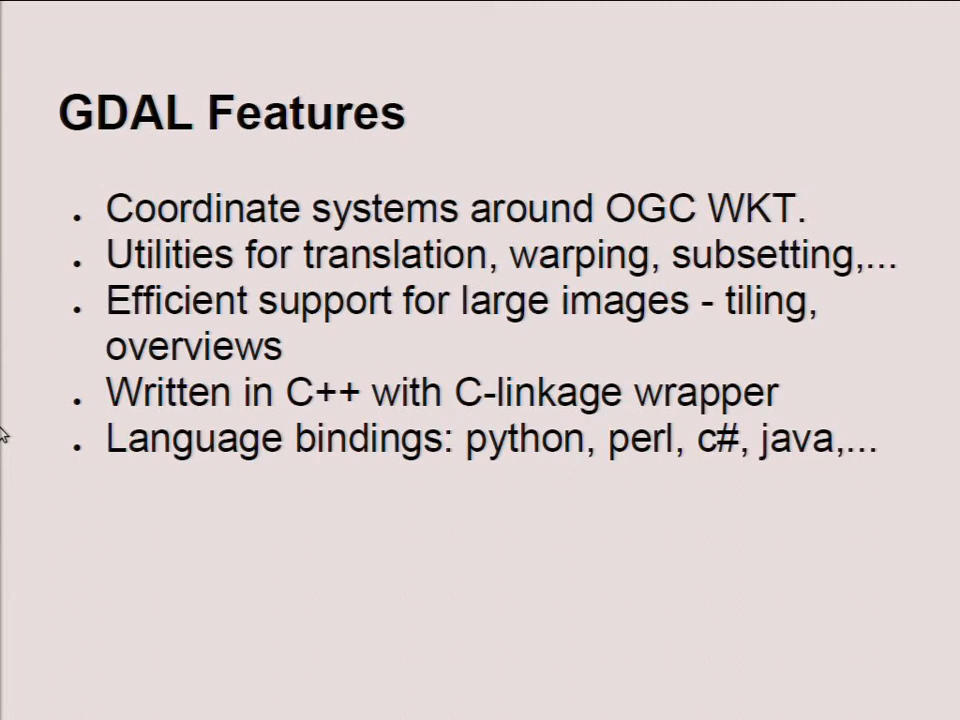 GDAL Features
• Coordinate systems around OGC WKT.
• Utilities for translation, warping, subsetting,...
• Efficient support for large images - tiling,
overviews
• Written in C++ with C-linkage wrapper
• Language bindings: python, perl, c#, java,...